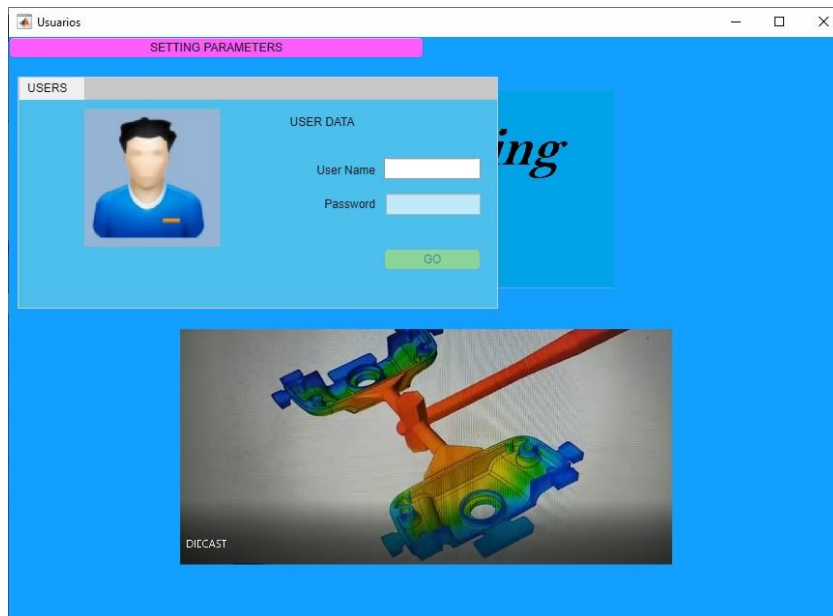 Usuarios
SETTING PARAMETERS
USERS
USER DATA
ing
User Name
Password
GO
DIECAST